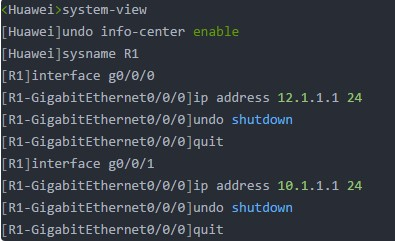 <Huawei>system-view
[Huawei]undo info-center enable
[Huawei]sysname R1
[R1]interface g0/0/0
[R1-GigabitEthernet0/0/0]ip address 12.1.1.1 24
[R1-GigabitEthernet0/0/0]undo shutdown
[R1-GigabitEthernet0/0/0]quit
[R1]interface g0/0/1
[R1-GigabitEthernet0/0/0]ip address 10.1.1.1 24
[R1-GigabitEthernet0/0/0]undo shutdown
[R1-GigabitEthernet0/0/0]quit